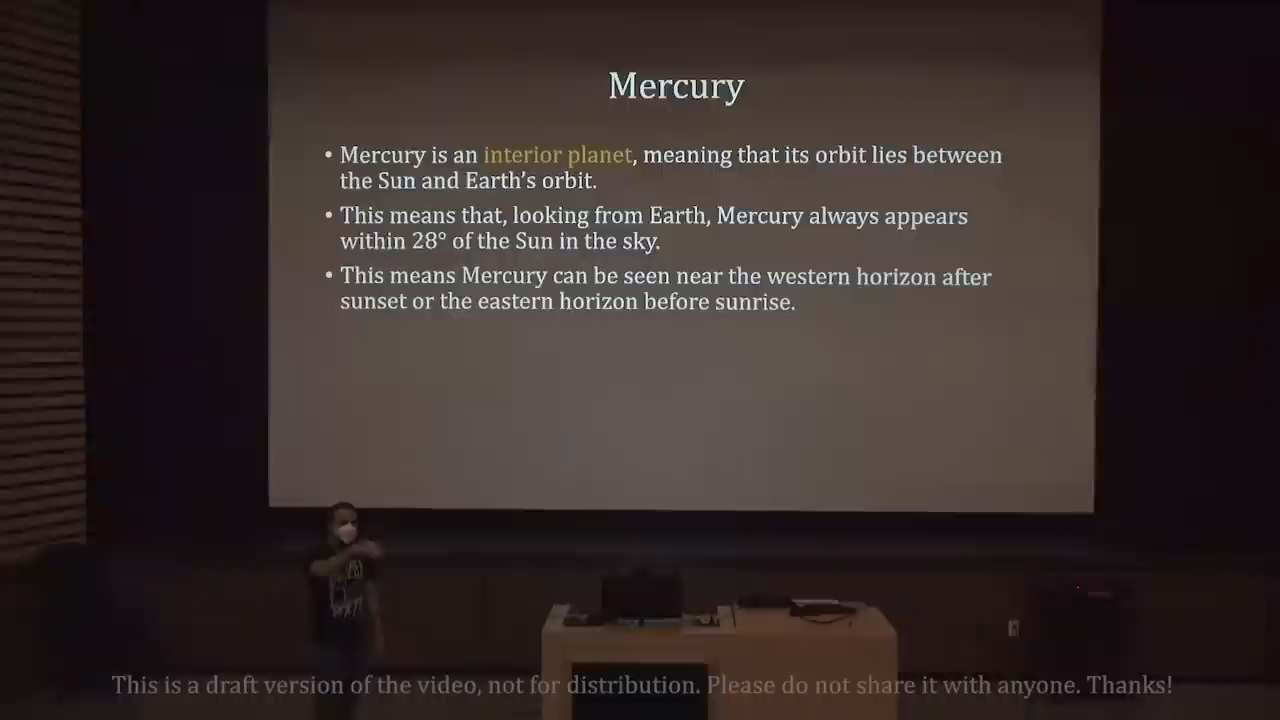 Mercury
• Mercury is an interior planet, meaning that its orbit lies between
the Sun and Earth's orbit.
• This means that, looking from Earth, Mercury always appears
within 28° of the Sun in the sky.
• This means Mercury can be seen near the western horizon after
sunset or the eastern horizon before sunrise.
This is a draft version of the video, not for distribution. Please do not share it with anyone. Thanks!